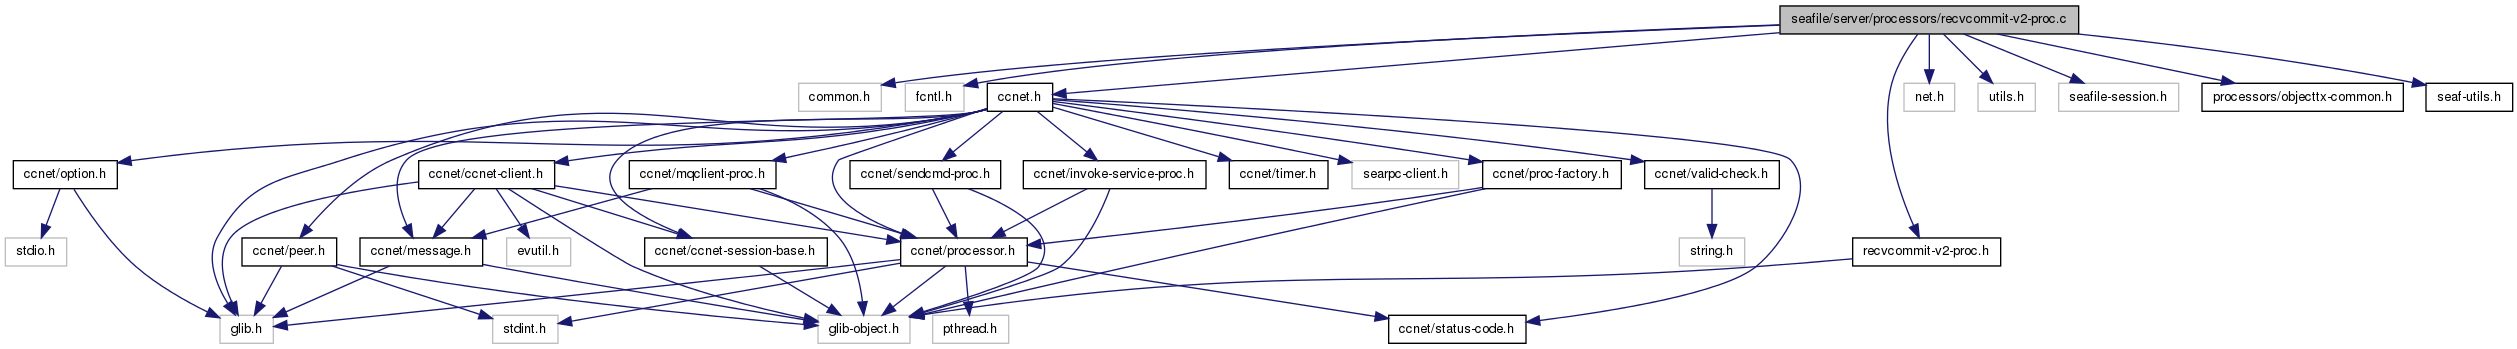 seafile/server/processors/recvcommit-v2-proc.c
common.h
fcntl.h
ccnet.h
net.h
utils.h
seafile-session.h
processors/objecttx-common.h
seaf-utils.h
ccnet/option.h
ccnet/ccnet-client.h
ccnet/mqclient-proc.h
ccnet/sendcmd-proc.h
ccnet/invoke-service-proc.h
ccnet/timer.h
searpc-client.h
ccnet/proc-factory.h
ccnet/valid-check.h
stdio.h
ccnet/peer.h
ccnet/message.h
evutil.h
ccnet/ccnet-session-base.h
ccnet/processor.h
string.h
recvcommit-v2-proc.h
glib.h
stdint.h
glib-object.h
pthread.h
ccnet/status-code.h